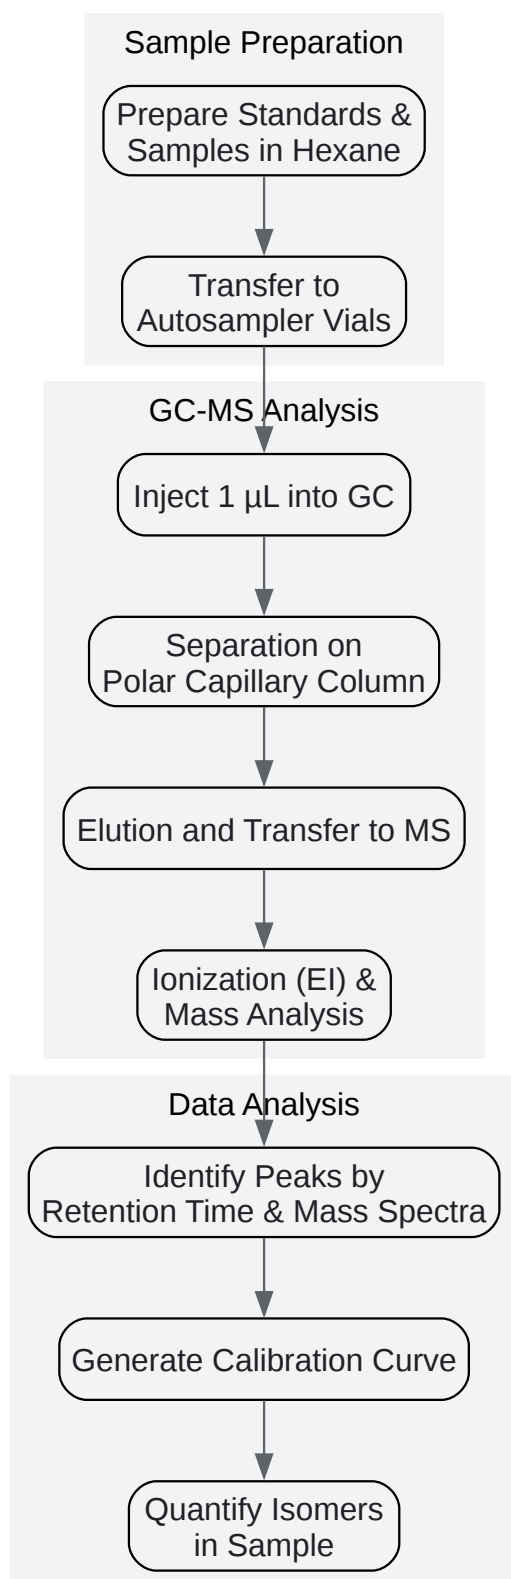 Sample Preparation
Prepare Standards &
Samples in Hexane
Transfer to
Autosampler Vials
GC-MS Analysis
Inject 1 µL into GC
Separation on
Polar Capillary Column
Elution and Transfer to MS
Ionization (EI) &
Mass Analysis
Data Analysis
Identify Peaks by
Retention Time & Mass Spectra
Generate Calibration Curve
Quantify Isomers
in Sample